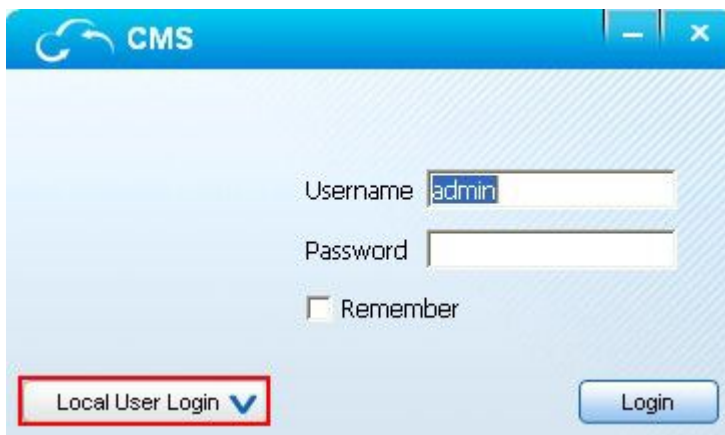 CMS
Username admin
Password
Remember
Local User Login
Login